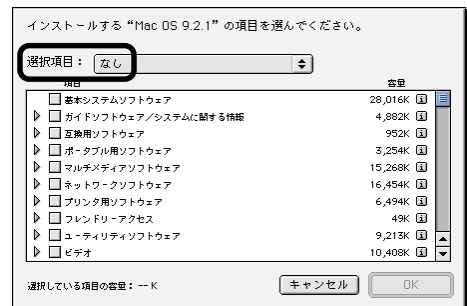 インストールする“Mac OS 9.2.1”の項目を選んでください。
選択項目： なし
項目 容量
基本システムソフトウェア 28,016K
ガイドソフトウェア／システムに関する情報 4,882K
互換用ソフトウェア 952K
ポータブル用ソフトウェア 3,254K
マルチメディアソフトウェア 15,268K
ネットワークソフトウェア 16,454K
プリンタ用ソフトウェア 6,494K
フレンドリーアクセス 49K
ユーティリティソフトウェア 9,213K
ビデオ 10,408K
選択している項目の容量： -- K キャンセル OK